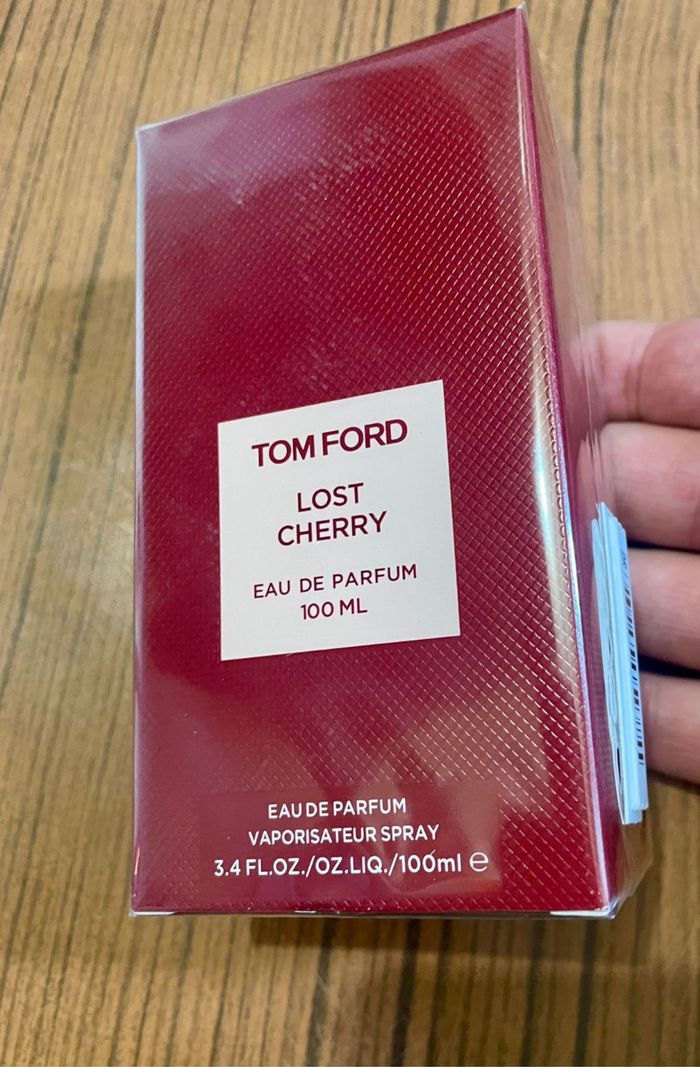 TOM FORD
LOST
CHERRY
EAU DE PARFUM
100 ML
EAU DE PARFUM
VAPORISATEUR SPRAY
3.4 FL.OZ./OZ.LIQ./100ml ℮